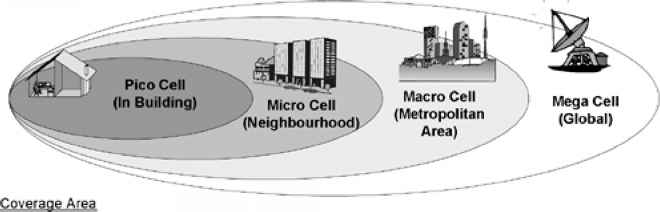 Pico Cell
(In Building)
Micro Cell
(Neighbourhood)
Macro Cell
(Metropolitan
Area)
Mega Cell
(Global)
Coverage Area